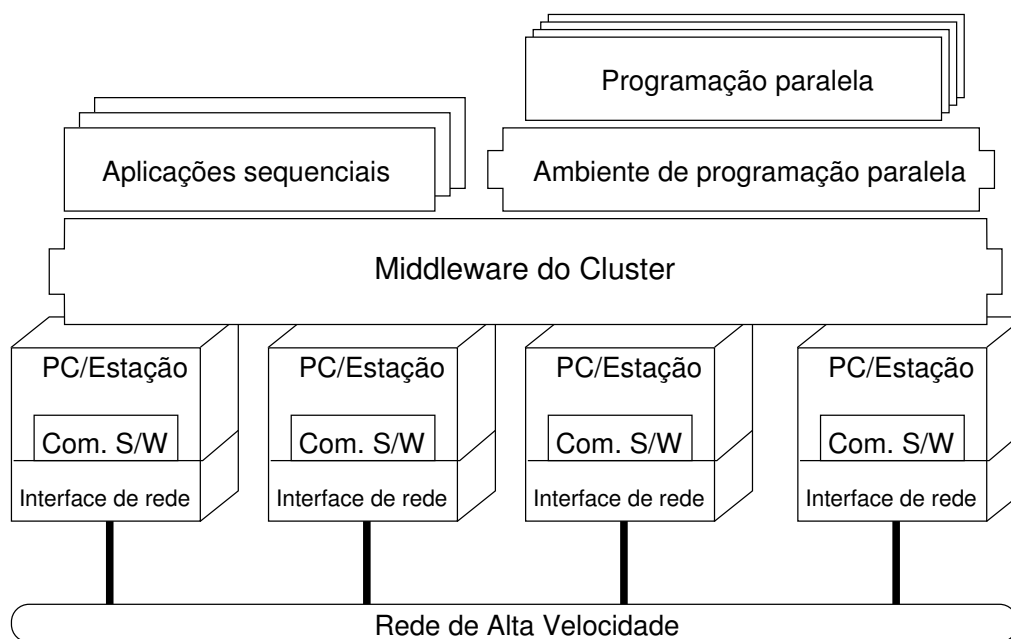 Programação paralela
Aplicações sequenciais
Ambiente de programação paralela
Middleware do Cluster
PC/Estação
PC/Estação
PC/Estação
PC/Estação
Com. S/W
Com. S/W
Com. S/W
Com. S/W
Interface de rede
Interface de rede
Interface de rede
Interface de rede
Rede de Alta Velocidade